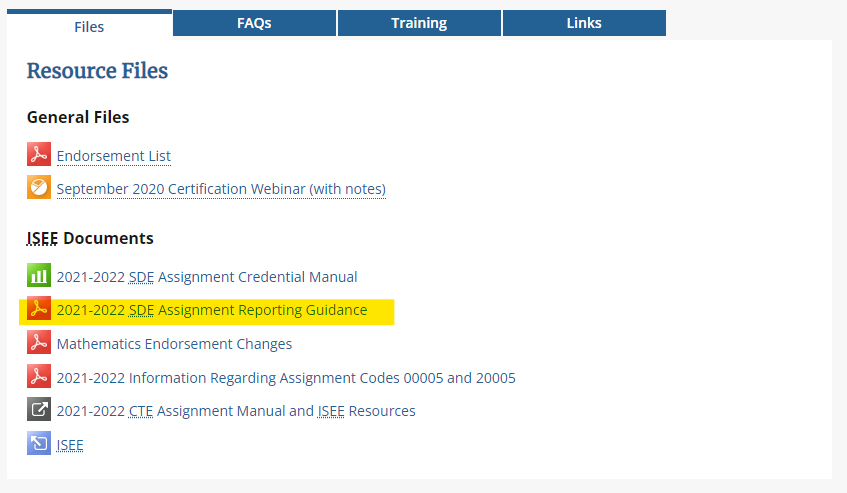 Files FAQs Training Links
Resource Files
General Files
Endorsement List
September 2020 Certification Webinar (with notes)
ISEE Documents
2021-2022 SDE Assignment Credential Manual
2021-2022 SDE Assignment Reporting Guidance
Mathematics Endorsement Changes
2021-2022 Information Regarding Assignment Codes 00005 and 20005
2021-2022 CTE Assignment Manual and ISEE Resources
ISEE